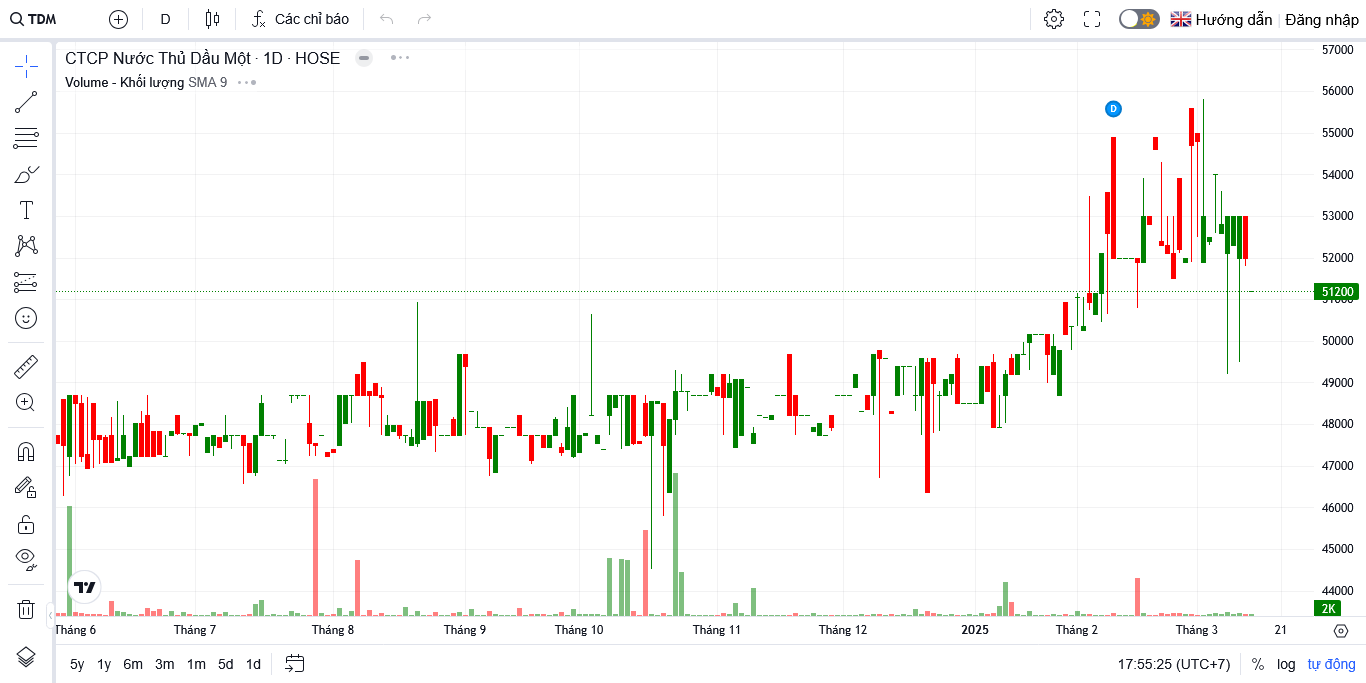 TDM D Các chỉ báo Hướng dẫn Đăng nhập
CTCP Nước Thủ Dầu Một · 1D · HOSE
Volume - Khối lượng SMA 9
D
57000
56000
55000
54000
53000
52000
51200
51000
50000
49000
48000
47000
46000
45000
44000
2K
Tháng 6 Tháng 7 Tháng 8 Tháng 9 Tháng 10 Tháng 11 Tháng 12 2025 Tháng 2 Tháng 3 21
5y 1y 6m 3m 1m 5d 1d 17:55:25 (UTC+7) % log tự động